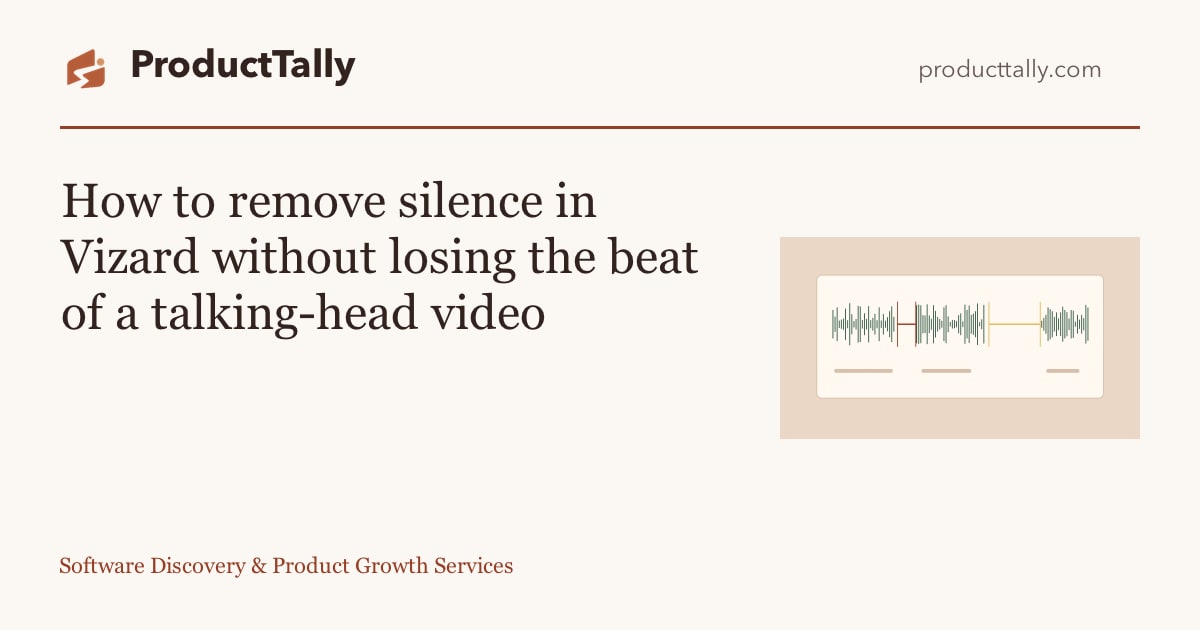 ProductTally
producttally.com
How to remove silence in
Vizard without losing the beat
of a talking-head video
Software Discovery & Product Growth Services